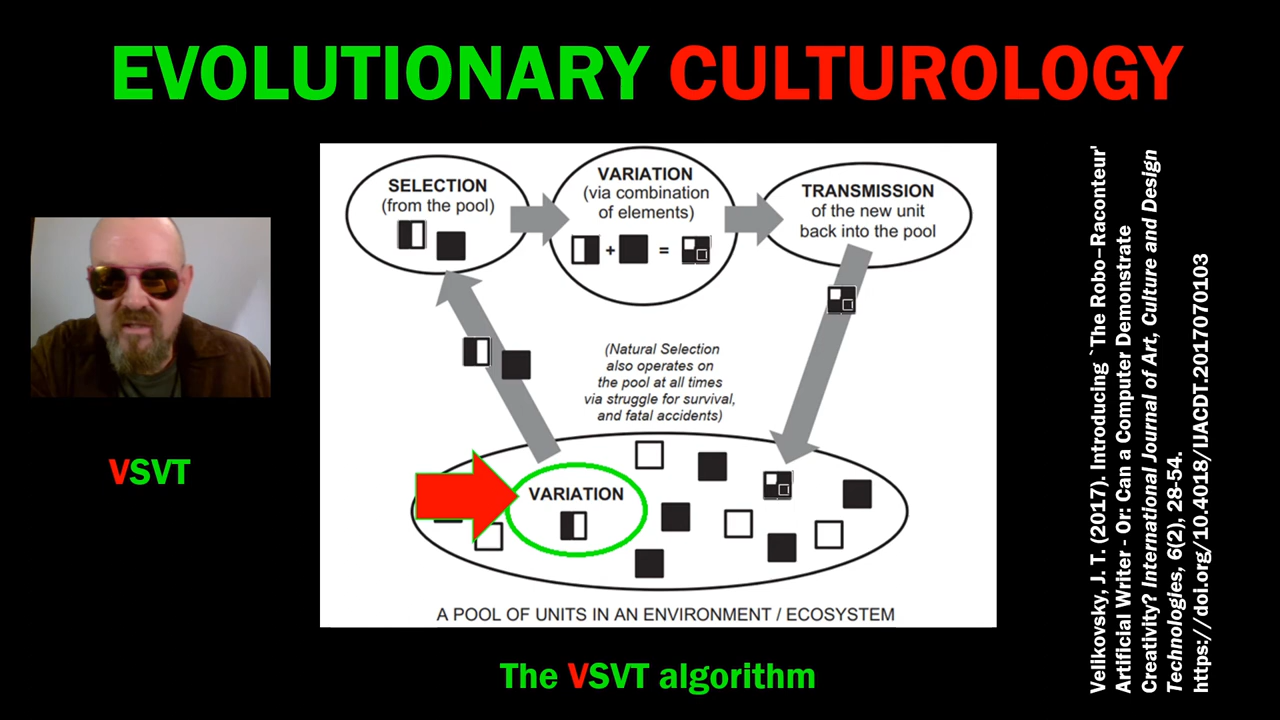 EVOLUTIONARY CULTUROLOGY
SELECTION
(from the pool)
VARIATION
(via combination
of elements)
+ =
TRANSMISSION
of the new unit
back into the pool
(Natural Selection
also operates on
the pool at all times
via struggle for survival,
and fatal accidents)
VARIATION
A POOL OF UNITS IN AN ENVIRONMENT / ECOSYSTEM
VSVT
The VSVT algorithm
Velikovsky, J. T. (2017). Introducing `The Robo–Raconteur'
Artificial Writer - Or: Can a Computer Demonstrate
Creativity? International Journal of Art, Culture and Design
Technologies, 6(2), 28-54.
https://doi.org/10.4018/IJACDT.2017070103